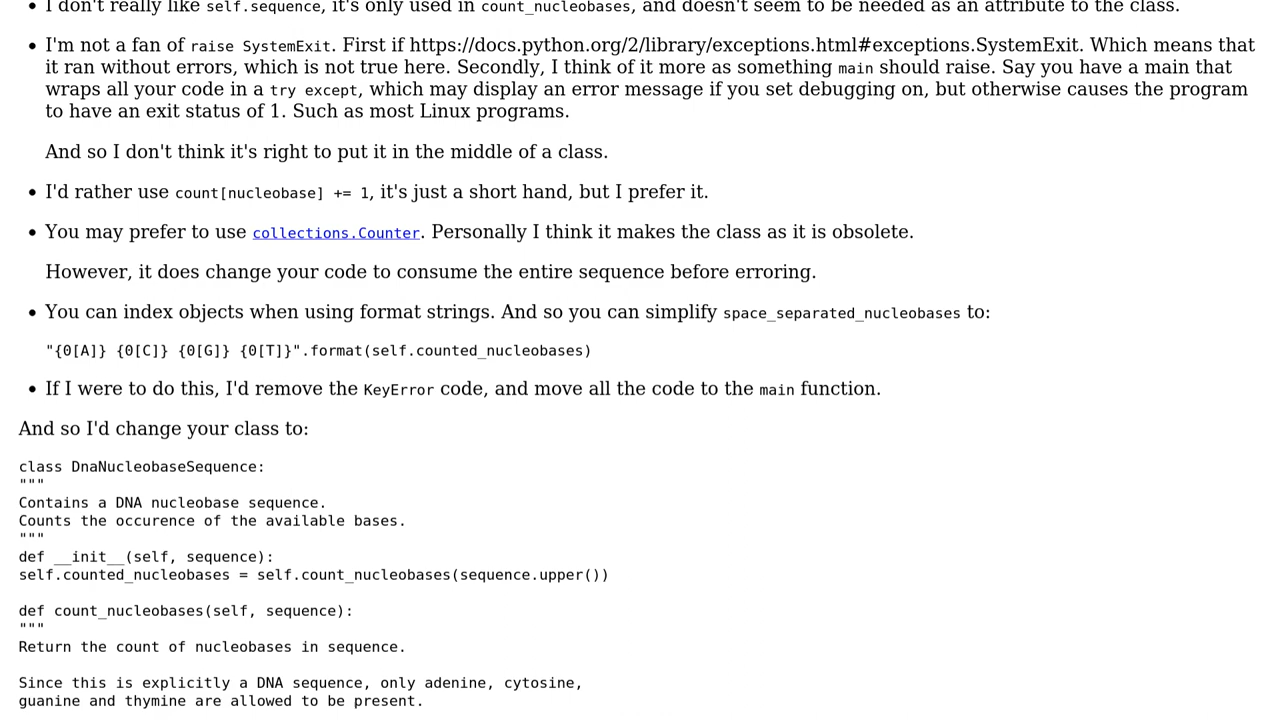 I don't really like self.sequence, it's only used in count_nucleobases, and doesn't seem to be needed as an attribute to the class.
I'm not a fan of raise SystemExit. First if https://docs.python.org/2/library/exceptions.html#exceptions.SystemExit. Which means that
it ran without errors, which is not true here. Secondly, I think of it more as something main should raise. Say you have a main that
wraps all your code in a try except, which may display an error message if you set debugging on, but otherwise causes the program
to have an exit status of 1. Such as most Linux programs.
And so I don't think it's right to put it in the middle of a class.
I'd rather use count[nucleobase] += 1, it's just a short hand, but I prefer it.
You may prefer to use collections.Counter. Personally I think it makes the class as it is obsolete.
However, it does change your code to consume the entire sequence before erroring.
You can index objects when using format strings. And so you can simplify space_separated_nucleobases to:
"{0[A]} {0[C]} {0[G]} {0[T]}".format(self.counted_nucleobases)
If I were to do this, I'd remove the KeyError code, and move all the code to the main function.
And so I'd change your class to:
class DnaNucleobaseSequence:
"""
Contains a DNA nucleobase sequence.
Counts the occurence of the available bases.
"""
def __init__(self, sequence):
self.counted_nucleobases = self.count_nucleobases(sequence.upper())
def count_nucleobases(self, sequence):
"""
Return the count of nucleobases in sequence.
Since this is explicitly a DNA sequence, only adenine, cytosine,
guanine and thymine are allowed to be present.